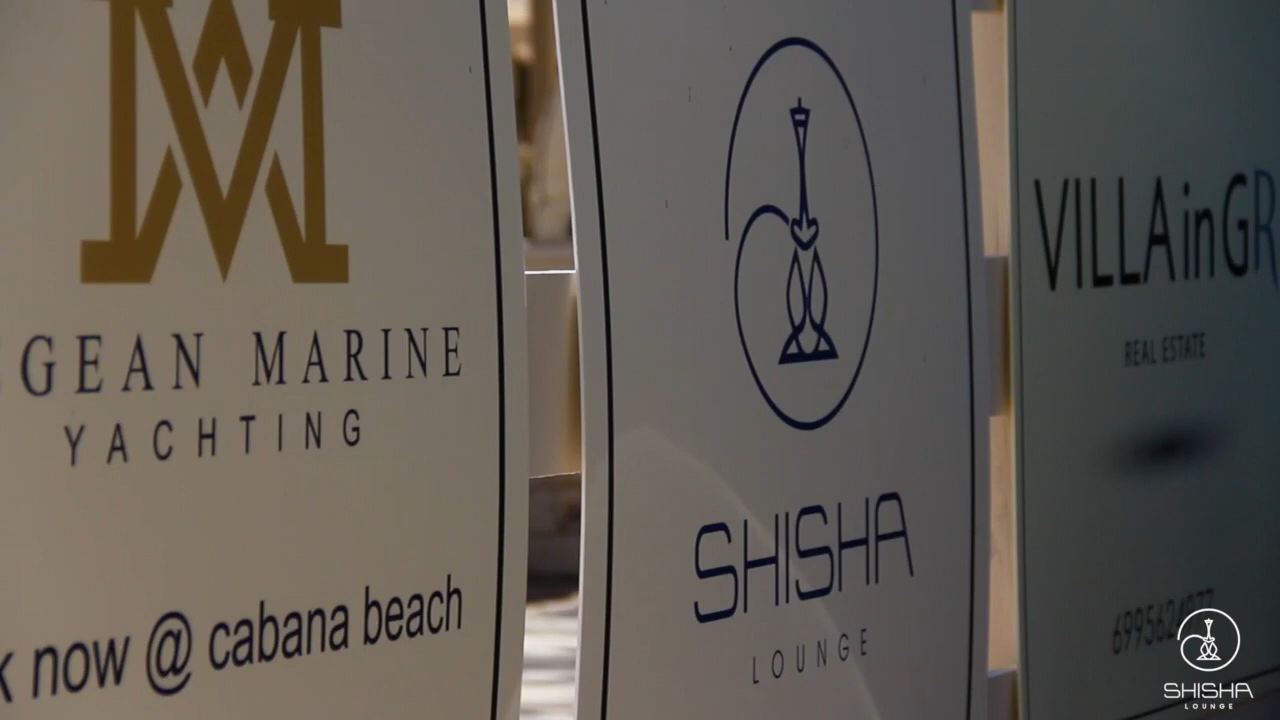 GEAN MARINE
YACHTING
now @ cabana beach
SHISHA
LOUNGE
VILLAinGR
REAL ESTATE
SHISHA
LOUNGE